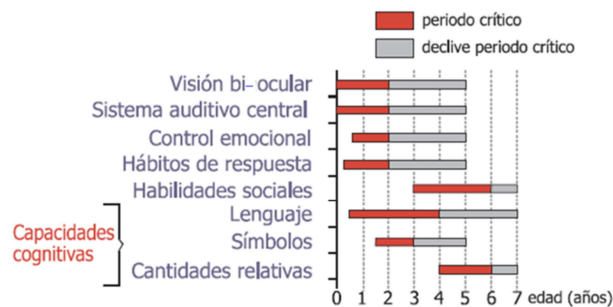 periodo crítico
declive periodo crítico
Visión bi-ocular
Sistema auditivo central
Control emocional
Hábitos de respuesta
Habilidades sociales
Lenguaje
Símbolos
Cantidades relativas
Capacidades
cognitivas
0 1 2 3 4 5 6 7 edad (años)